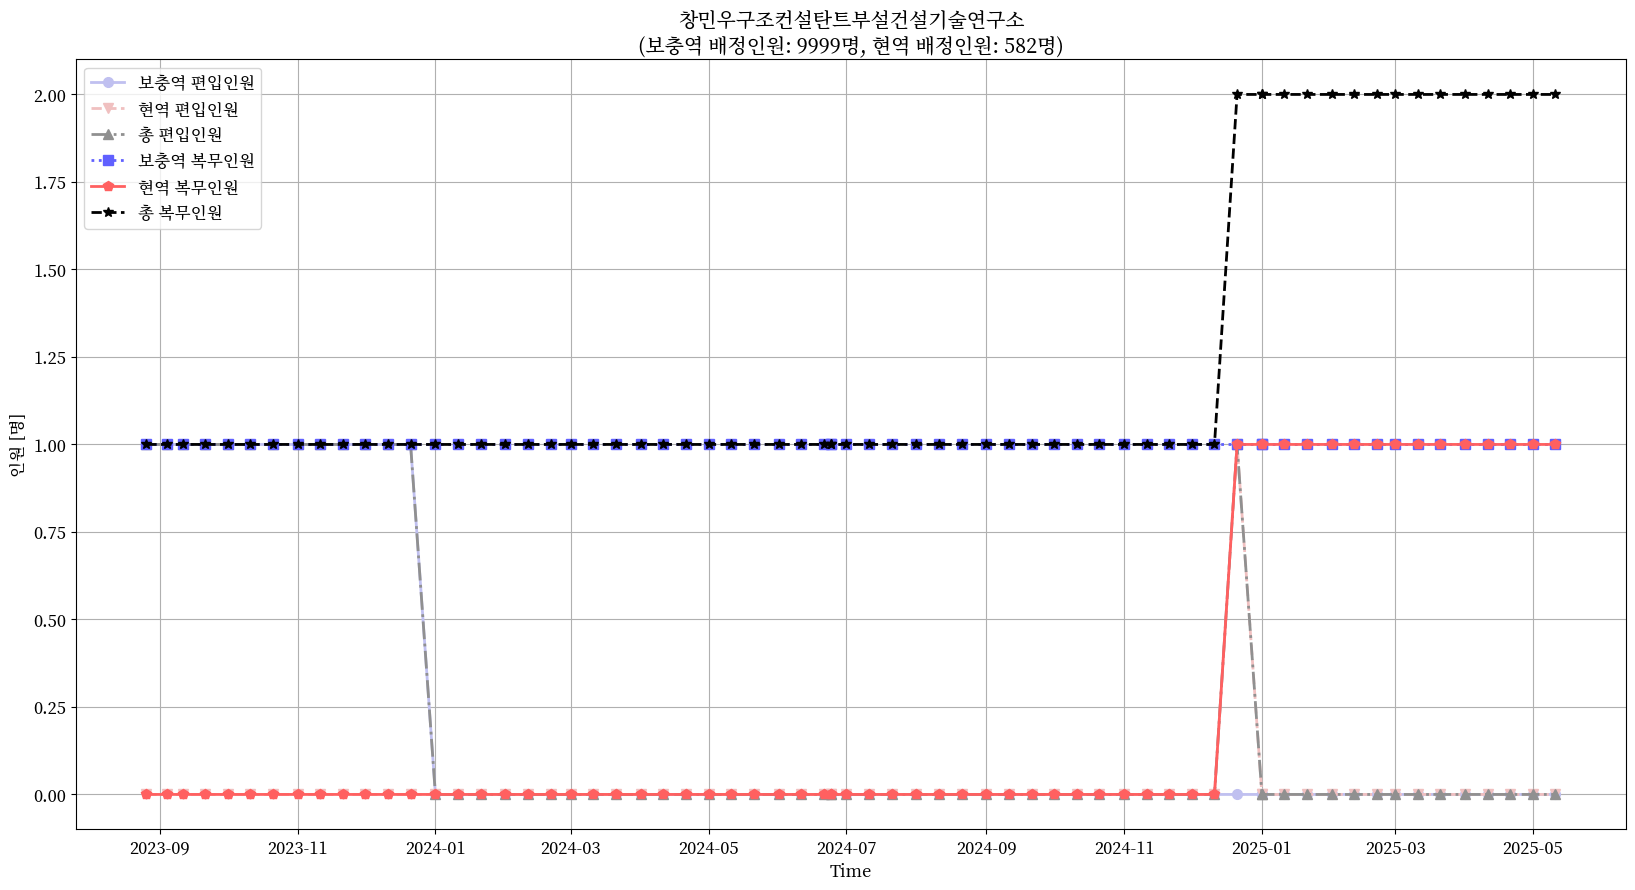 창민우구조컨설탄트부설건설기술연구소
(보충역 배정인원: 9999명, 현역 배정인원: 582명)
보충역 편입인원
현역 편입인원
총 편입인원
보충역 복무인원
현역 복무인원
총 복무인원
2.00
1.75
1.50
1.25
1.00
0.75
0.50
0.25
0.00
인원 [명]
2023-09 2023-11 2024-01 2024-03 2024-05 2024-07 2024-09 2024-11 2025-01 2025-03 2025-05
Time